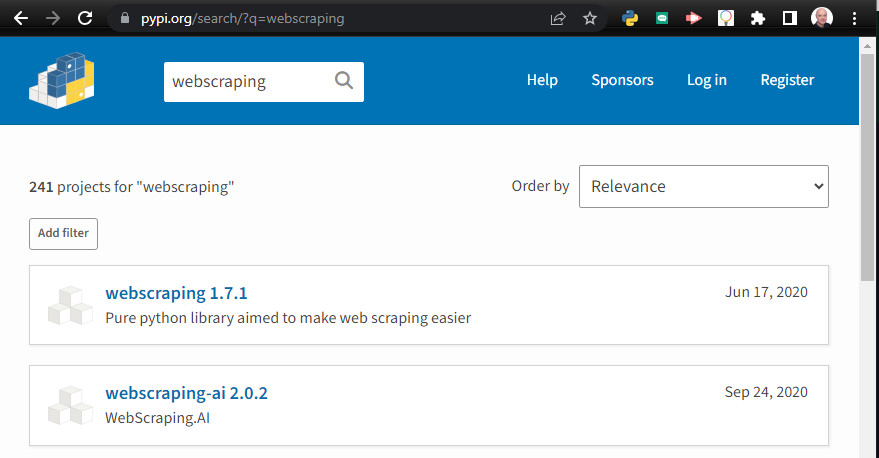 pypi.org/search/?q=webscraping
webscraping
Help Sponsors Log in Register
241 projects for "webscraping"
Order by Relevance
Add filter
webscraping 1.7.1
Jun 17, 2020
Pure python library aimed to make web scraping easier
webscraping-ai 2.0.2
Sep 24, 2020
WebScraping.AI